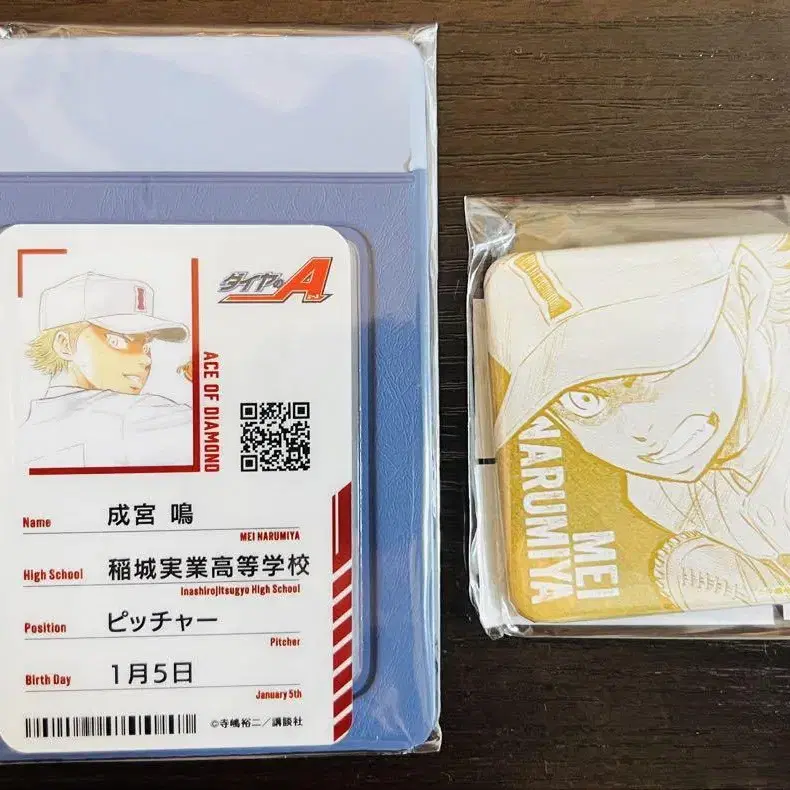 ダイヤのA
ACE OF DIAMOND
Name 成宮 鳴
MEI NARUMIYA
High School 稲城実業高等学校
Inashirojitsugyo High School
Position ピッチャー
Pitcher
Birth Day 1月5日
January 5th
©寺嶋裕二/講談社
MEI
NARUMIYA